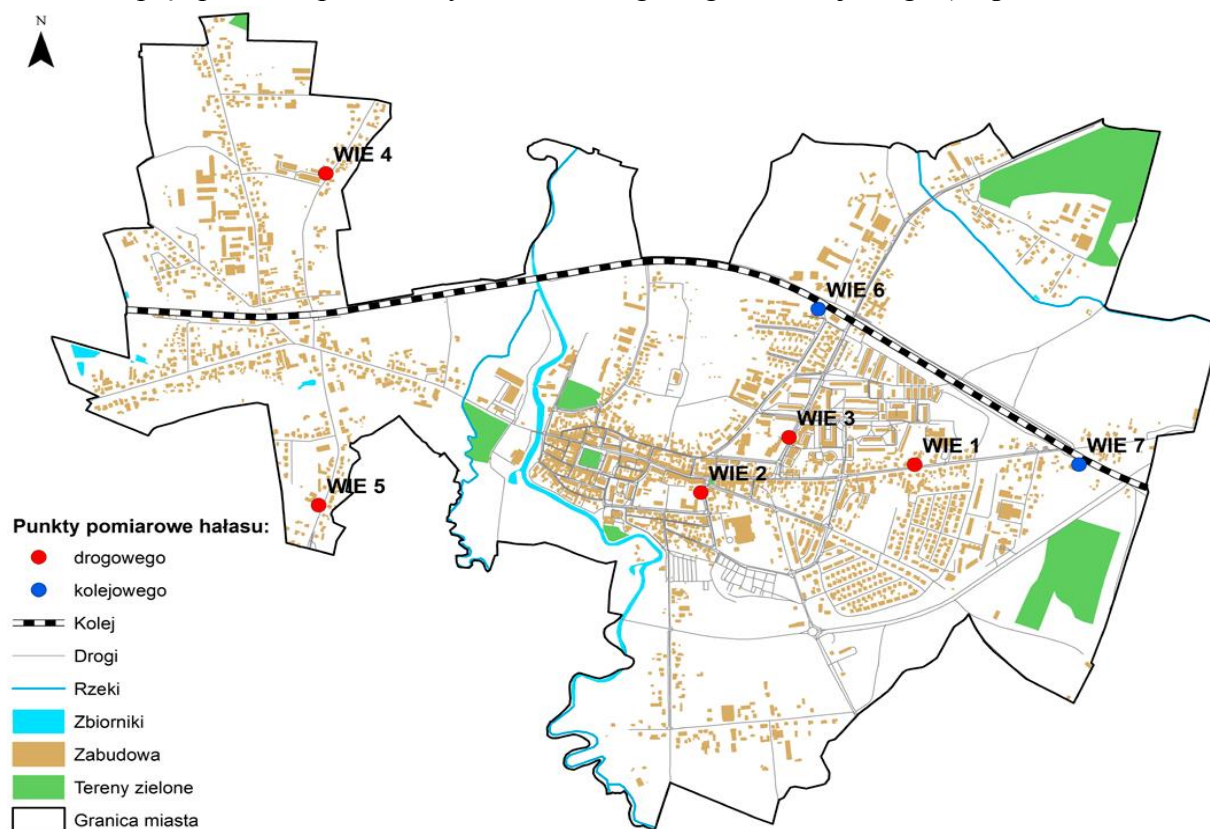 N
WIE 4
WIE 6
WIE 3
WIE 1
WIE 7
WIE 2
WIE 5
Punkty pomiarowe hałasu:
drogowego
kolejowego
Kolej
Drogi
Rzeki
Zbiorniki
Zabudowa
Tereny zielone
Granica miasta